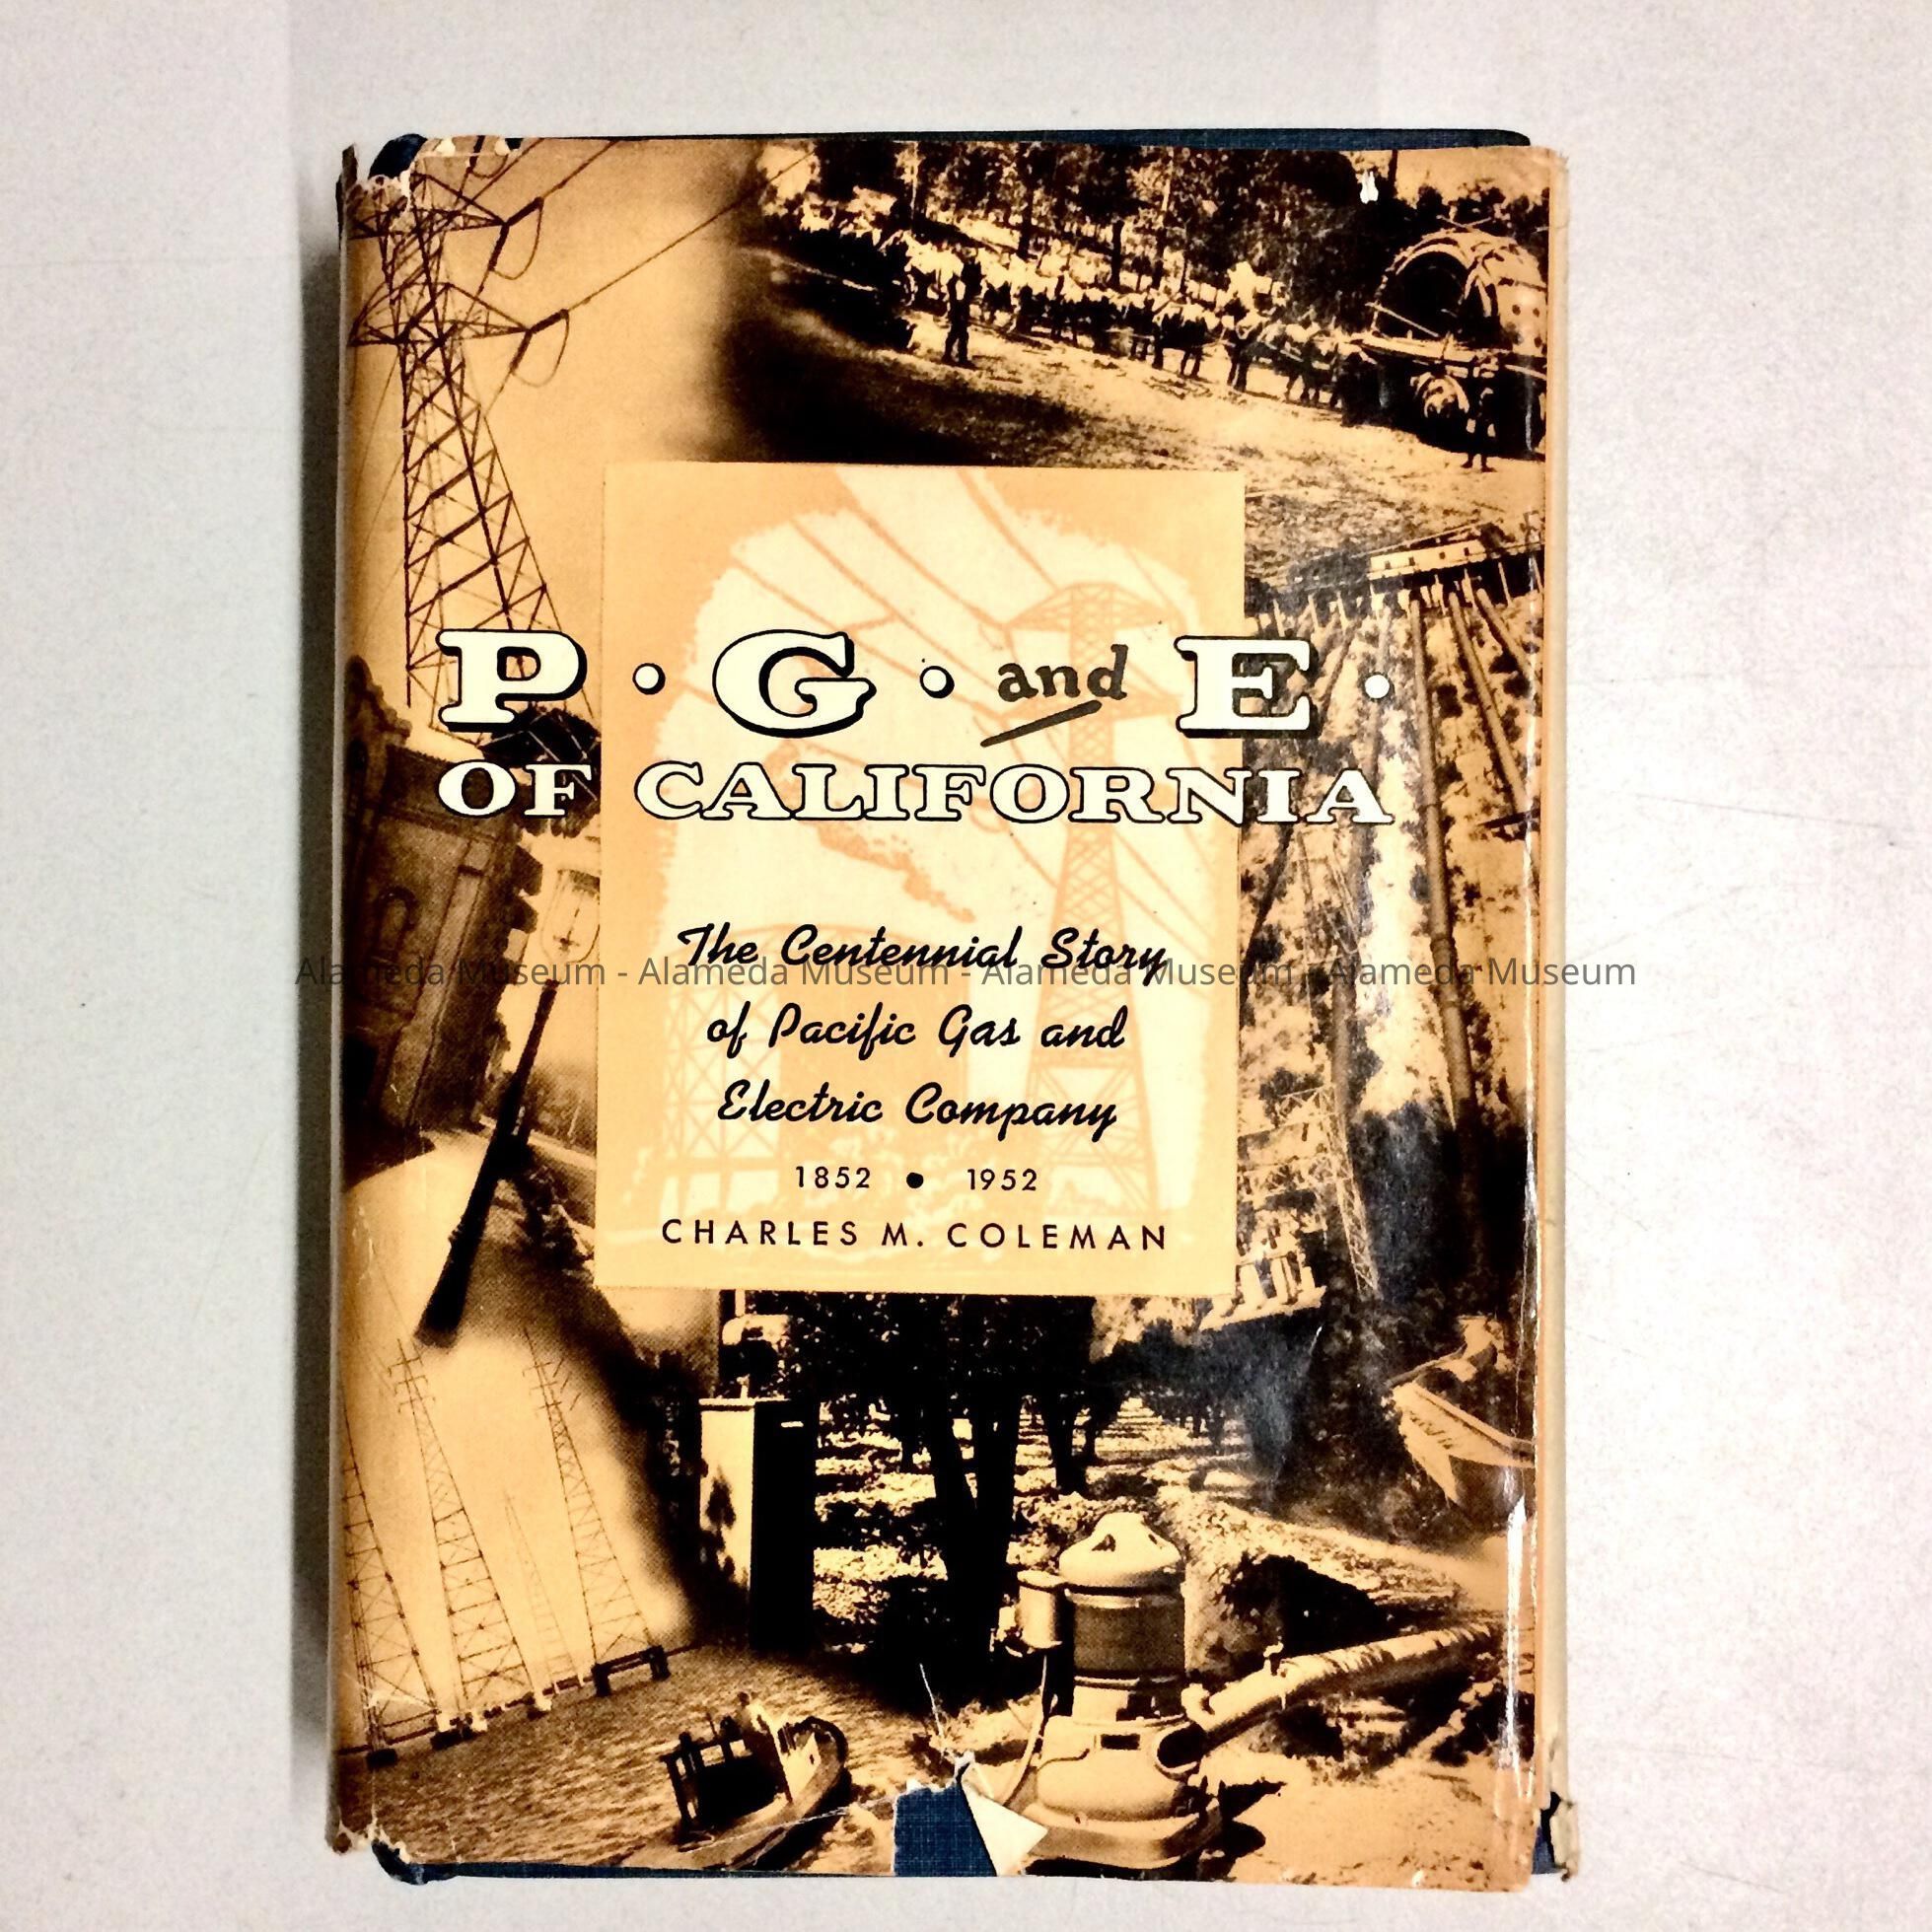 P · G · and E ·
OF CALIFORNIA
The Centennial Story
Alameda Museum - Alameda Museum - Alameda Museum - Alameda Museum
of Pacific Gas and
Electric Company
1852 • 1952
CHARLES M. COLEMAN